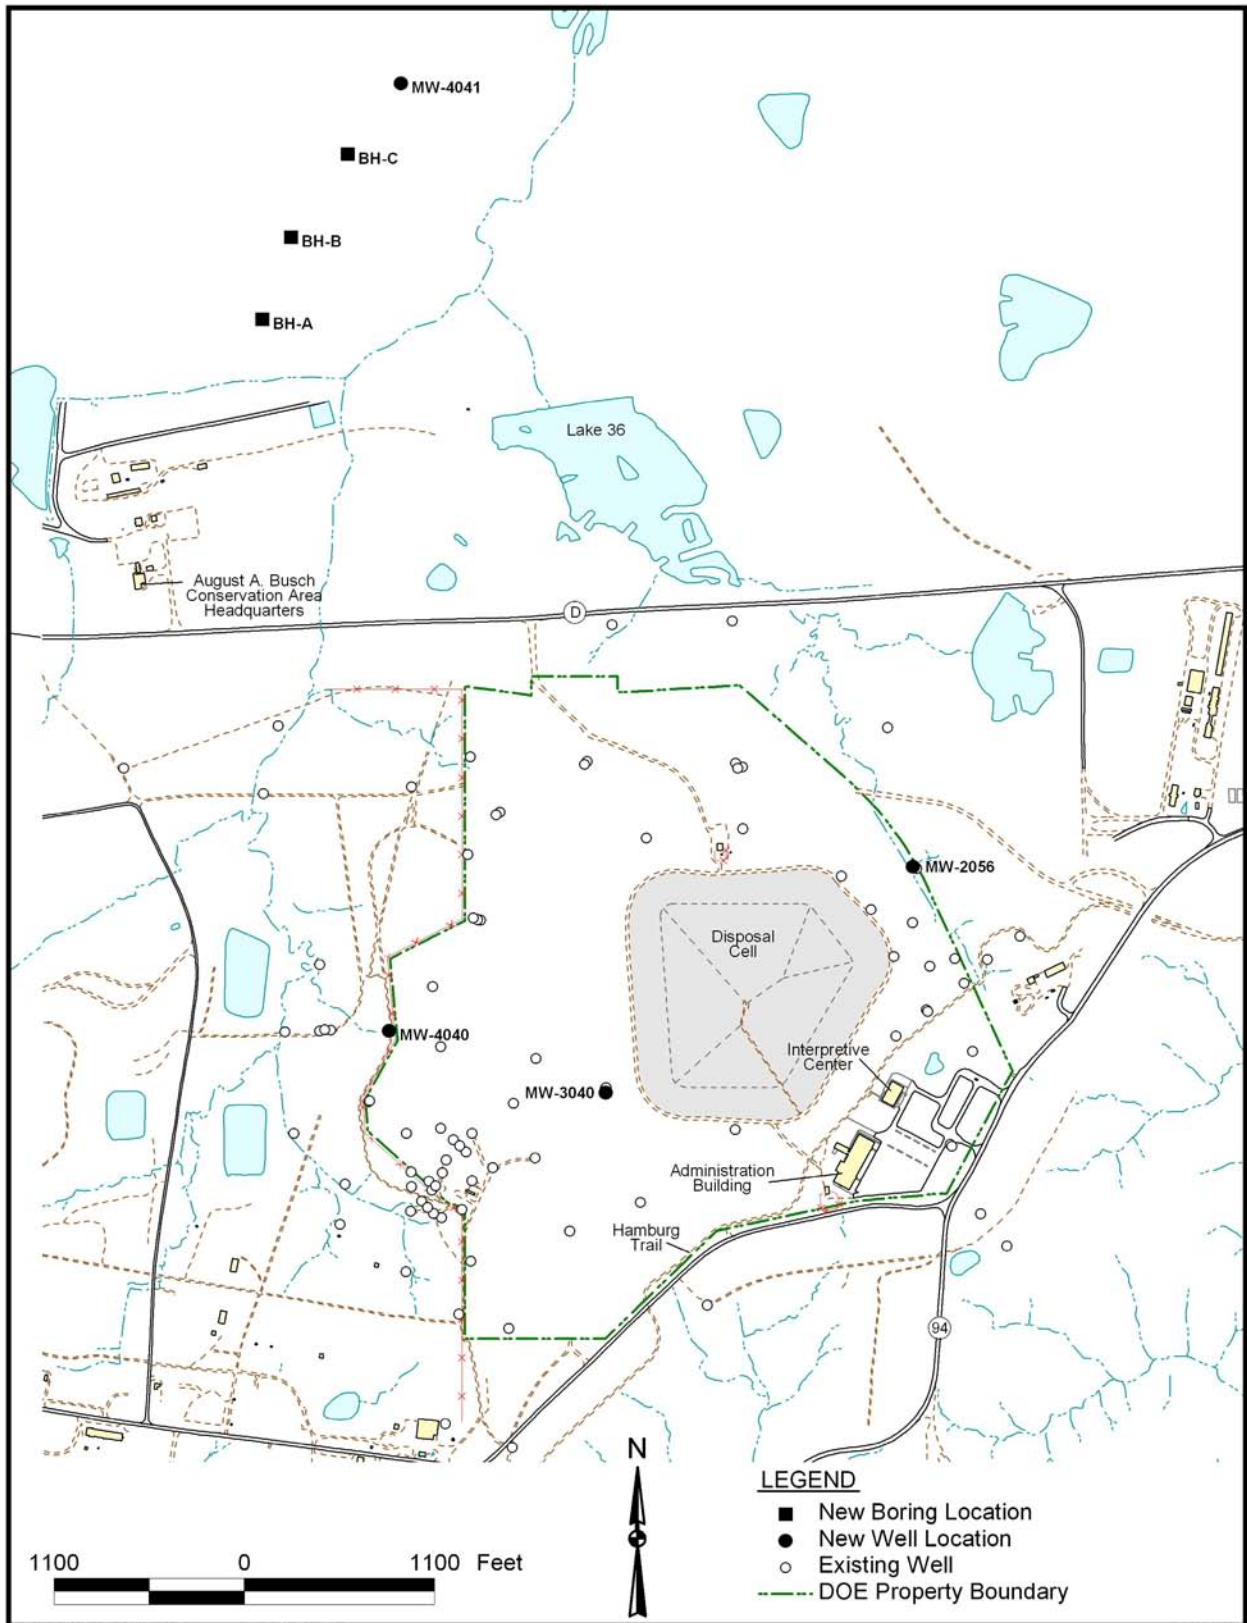 MW-4041
BH-C
BH-B
BH-A
Lake 36
August A. Busch
Conservation Area
Headquarters
D
MW-2056
Disposal
Cell
MW-4040
Interpretive
Center
MW-3040
Administration
Building
Hamburg
Trail
94
N
LEGEND
New Boring Location
New Well Location
Existing Well
DOE Property Boundary
1100 0 1100 Feet